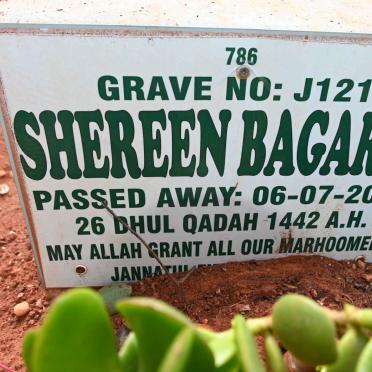 786
GRAVE NO: J121
SHEREEN BAGAR
PASSED AWAY: 06-07-20
26 DHUL QADAH 1442 A.H.
MAY ALLAH GRANT ALL OUR MARHOOMEE
JANNATUL